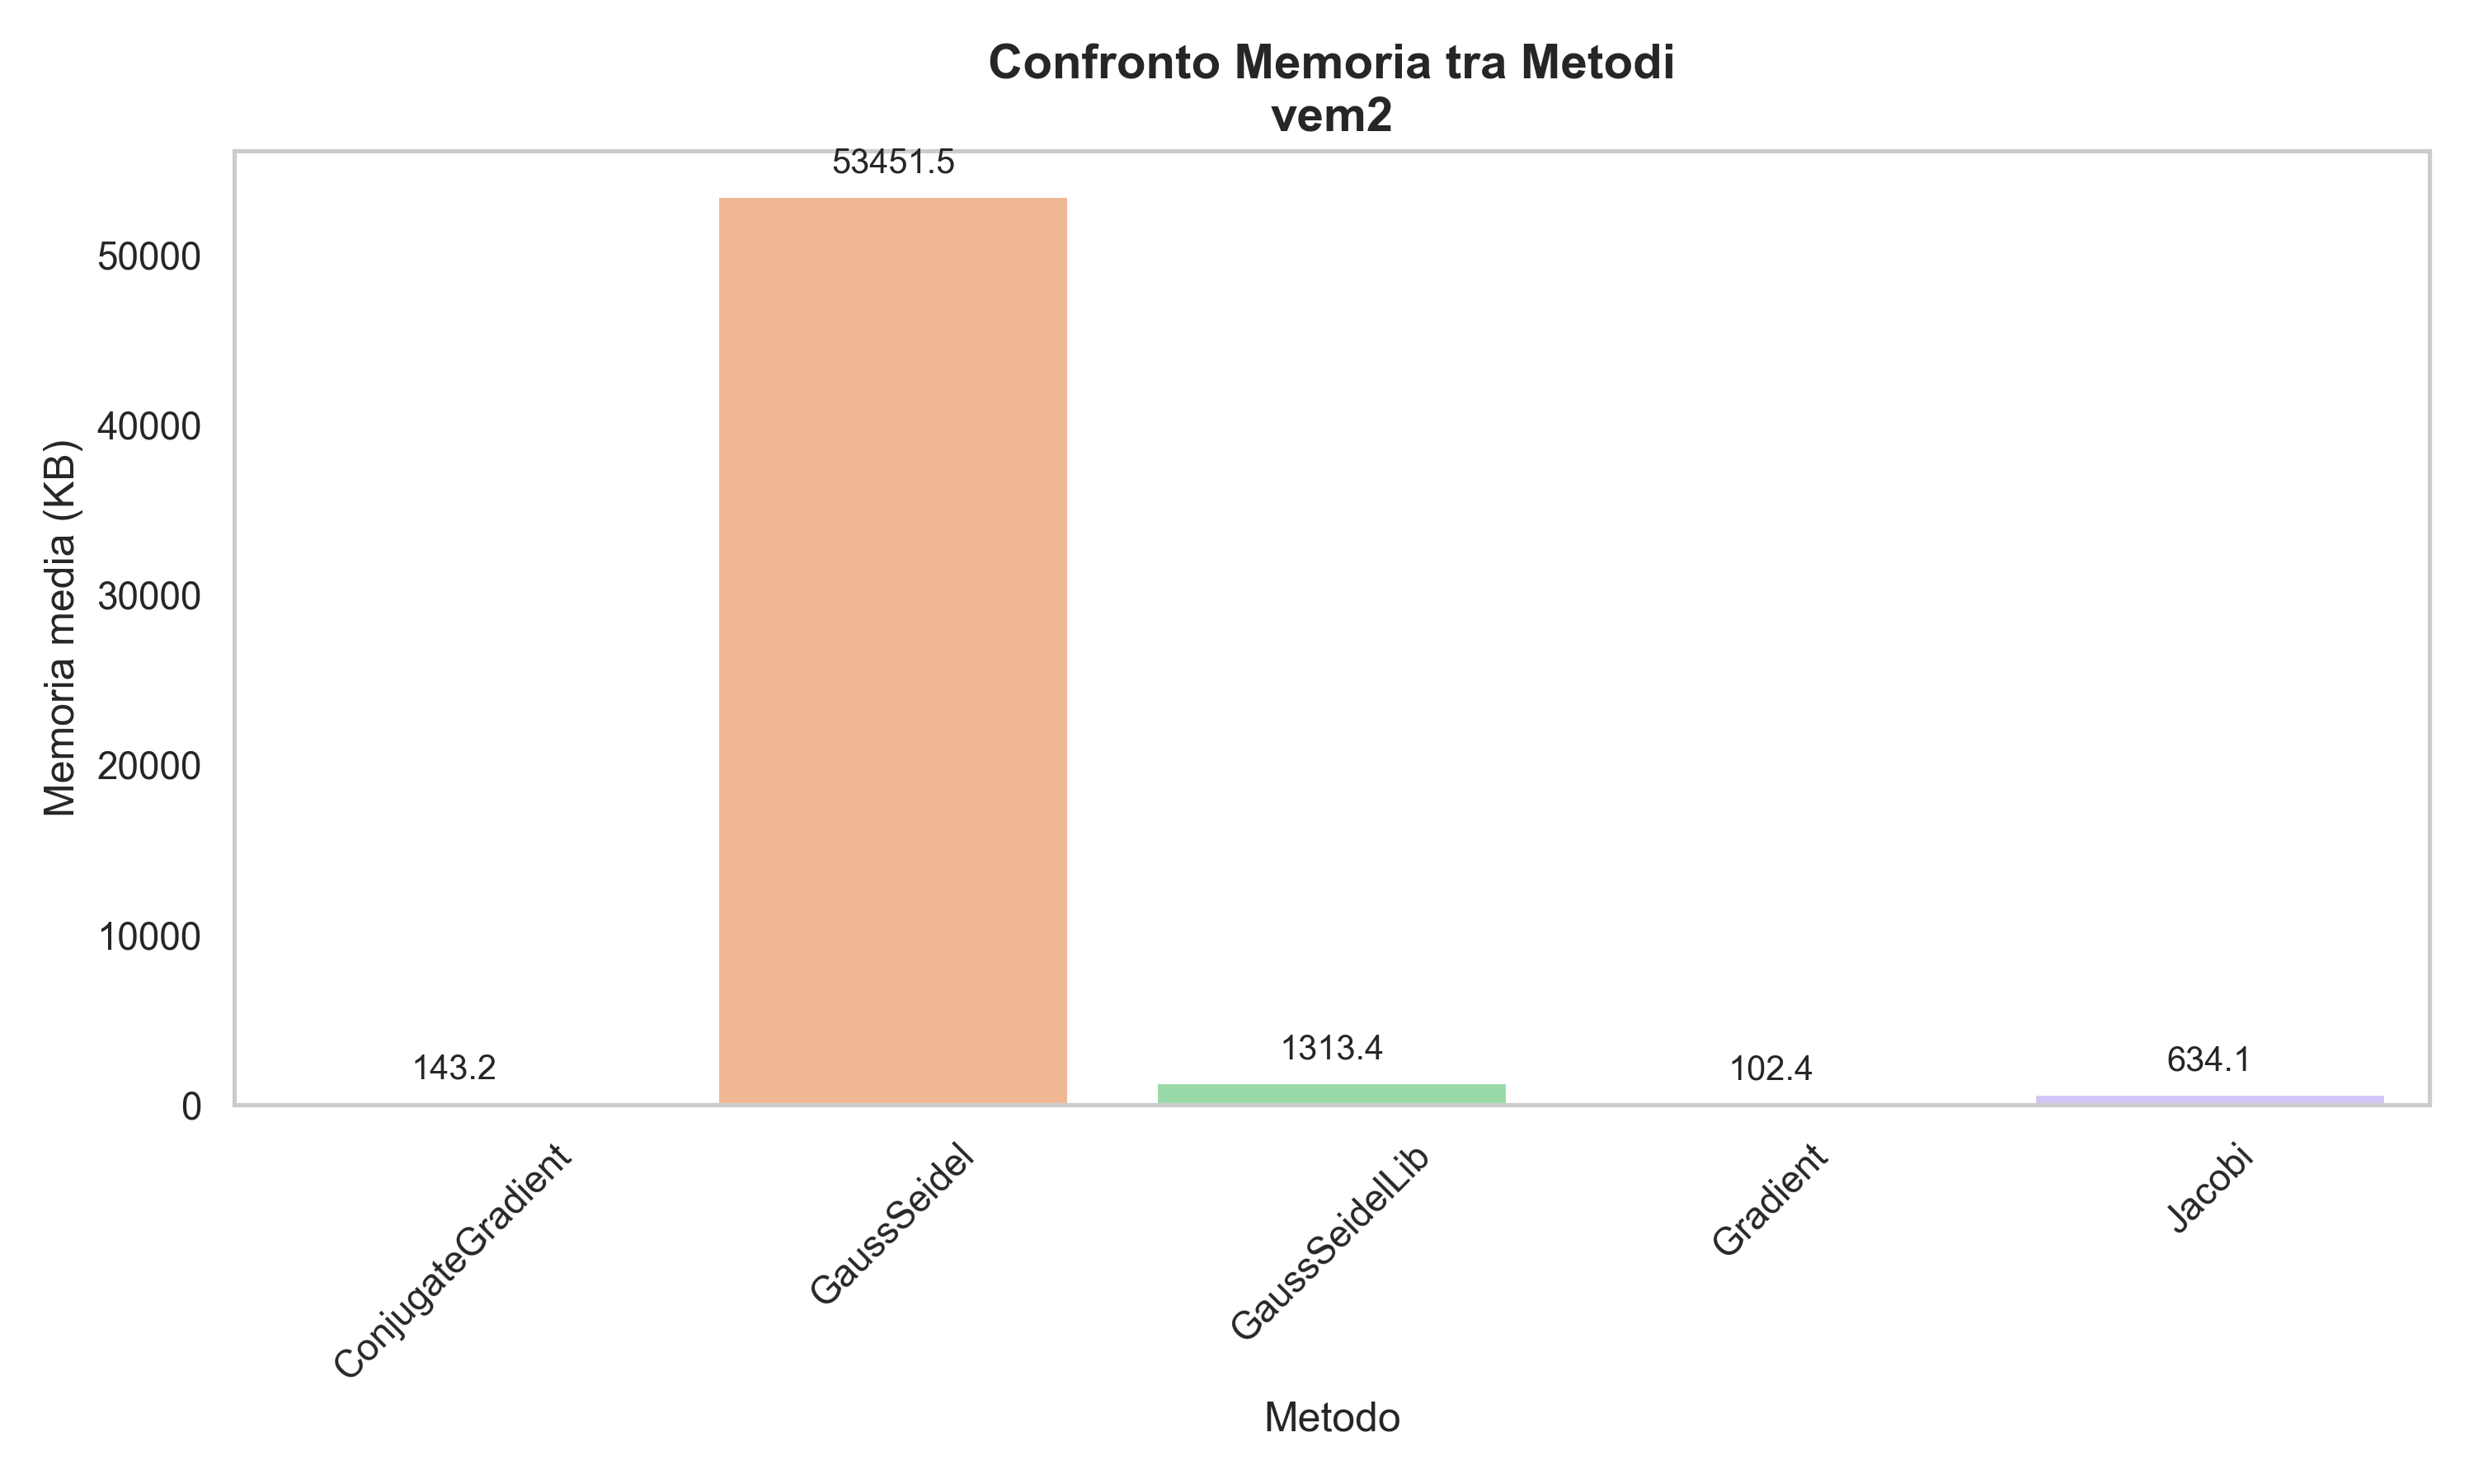 Confronto Memoria tra Metodi
vem2
Memoria media (KB)
50000
40000
30000
20000
10000
0
143.2
53451.5
1313.4
102.4
634.1
ConjugateGradient
GaussSeidel
GaussSeidelLib
Gradient
Jacobi
Metodo